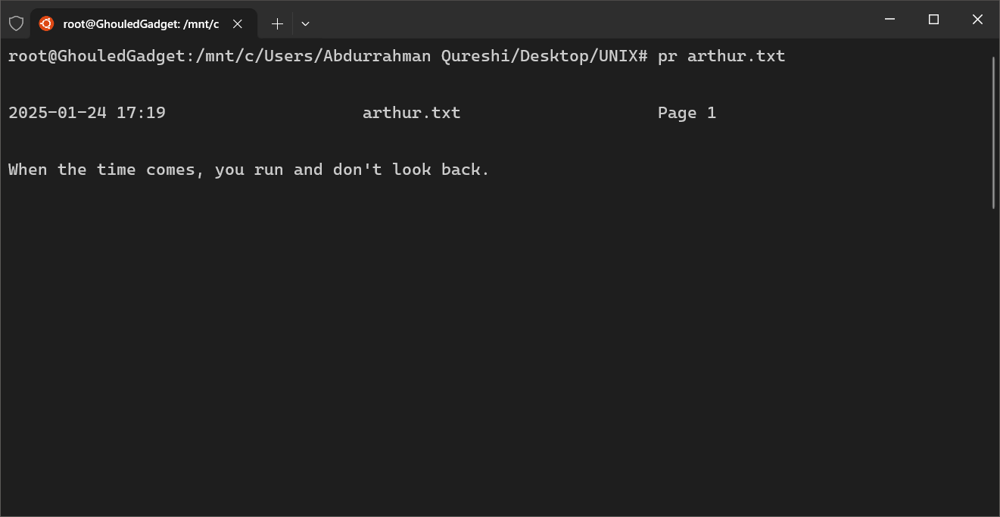 root@GhouledGadget: /mnt/c
root@GhouledGadget:/mnt/c/Users/Abdurrahman Qureshi/Desktop/UNIX# pr arthur.txt
2025-01-24 17:19                    arthur.txt                    Page 1
When the time comes, you run and don't look back.